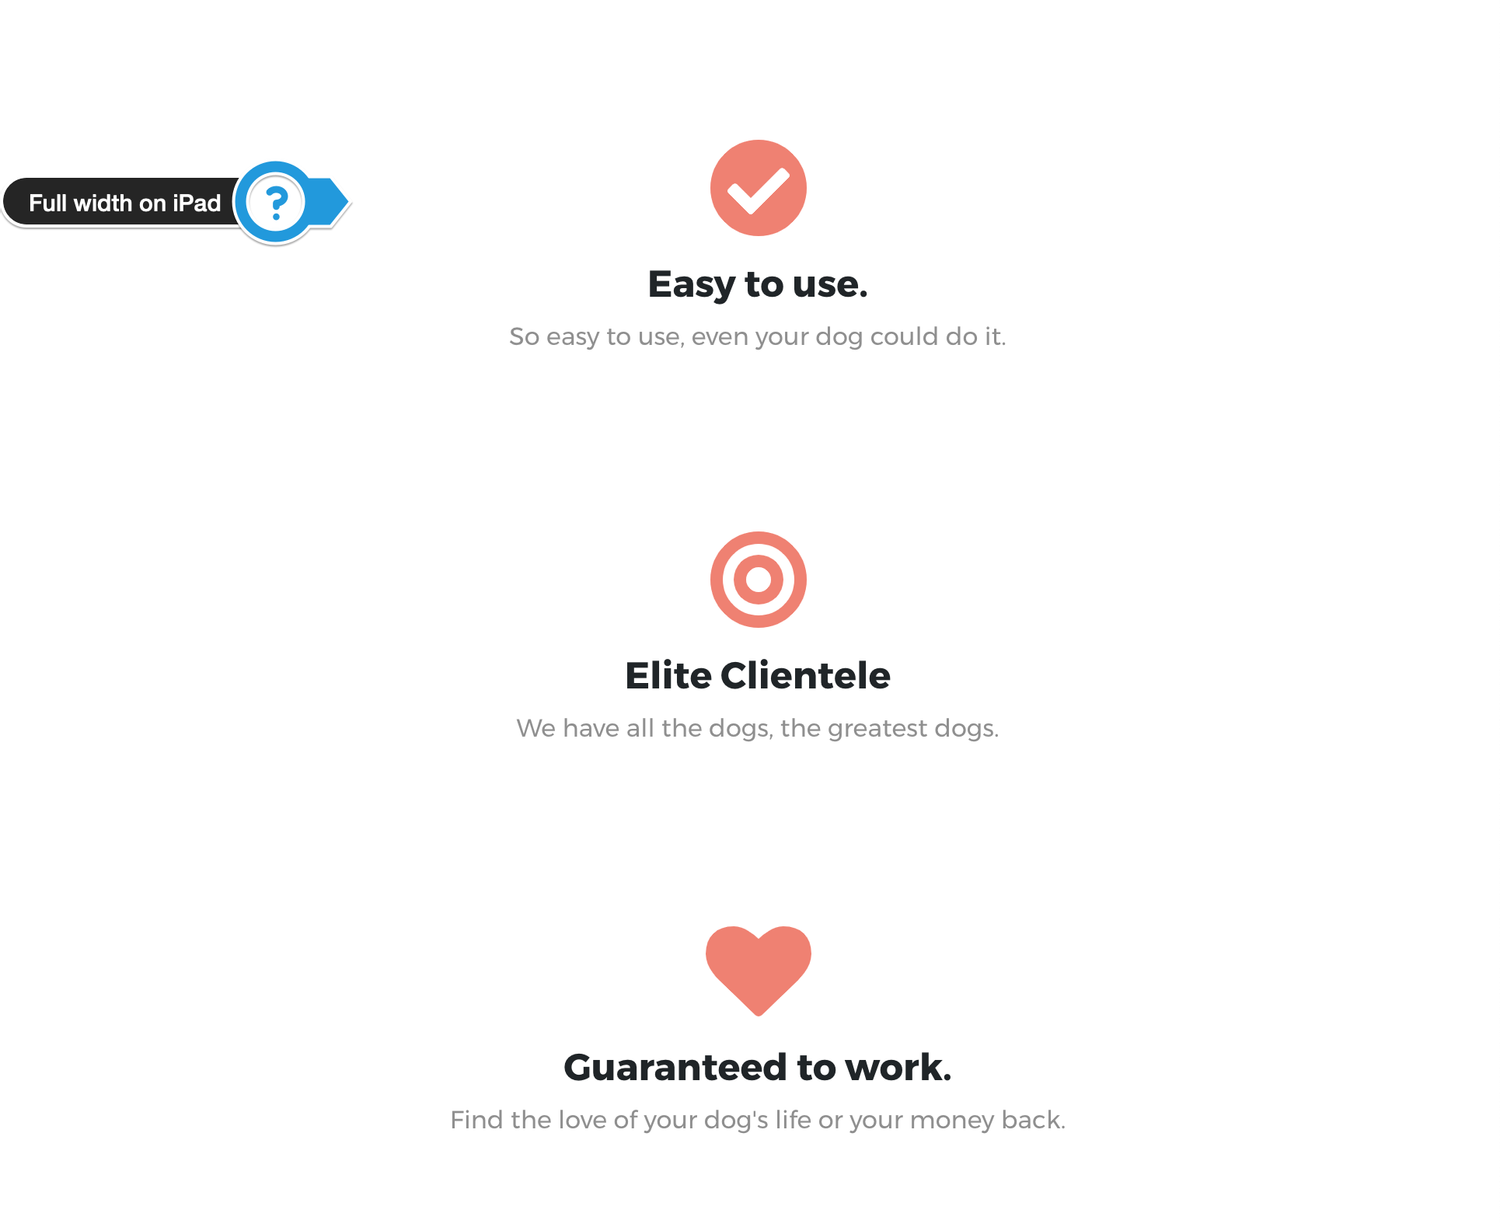 Full width on iPad
?
Easy to use.
So easy to use, even your dog could do it.
Elite Clientele
We have all the dogs, the greatest dogs.
Guaranteed to work.
Find the love of your dog's life or your money back.